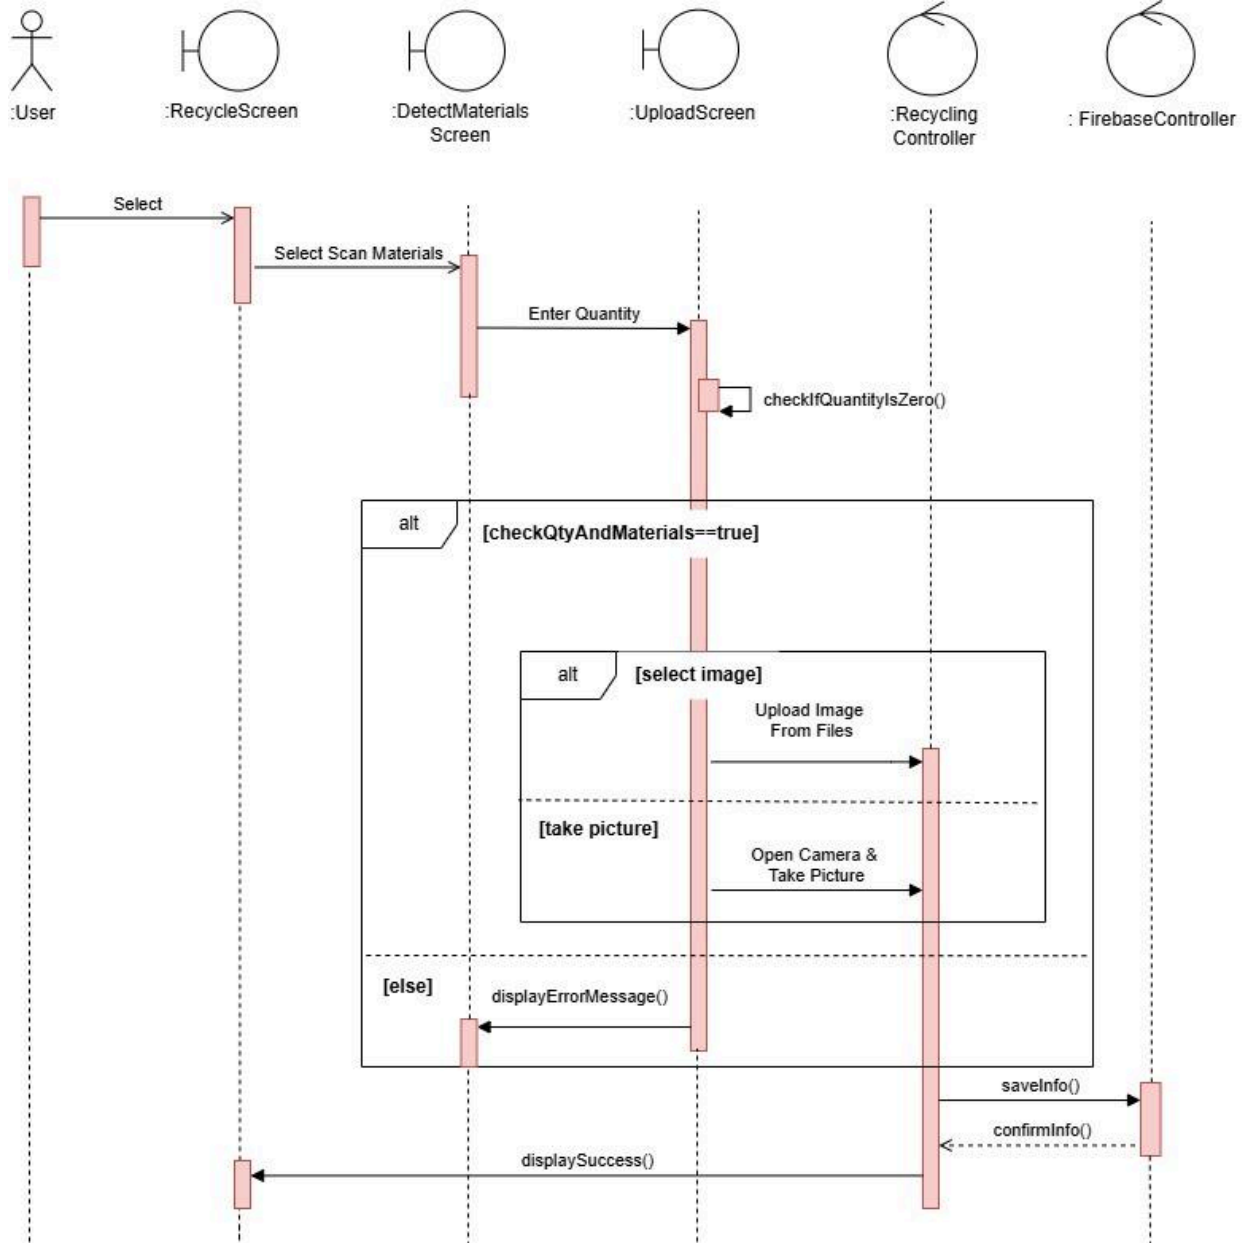 :User
:RecycleScreen
:DetectMaterials
Screen
:UploadScreen
:Recycling
Controller
: FirebaseController
Select
Select Scan Materials
Enter Quantity
checkIfQuantityIsZero()
alt
[checkQtyAndMaterials==true]
alt
[select image]
Upload Image
From Files
[take picture]
Open Camera &
Take Picture
[else]
displayErrorMessage()
saveInfo()
confirmInfo()
displaySuccess()